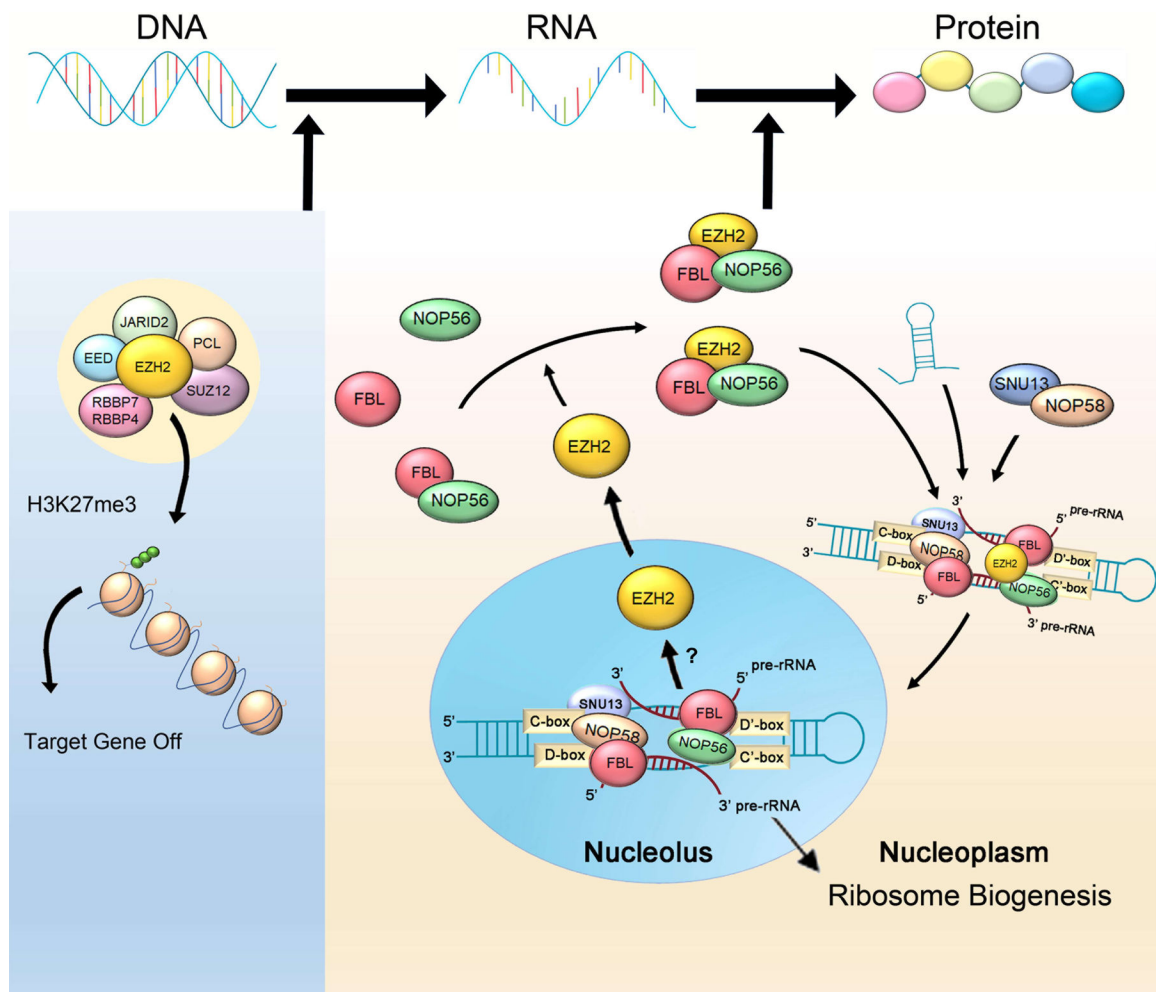 DNA
RNA
Protein
JARID2
PCL
EED
EZH2
SUZ12
RBBP7
RBBP4
H3K27me3
Target Gene Off
NOP56
FBL
FBL
NOP56
EZH2
EZH2
FBL
NOP56
EZH2
FBL
NOP56
SNU13
NOP58
3'
5'
pre-rRNA
5'
SNU13
C-box
FBL
NOP58
3'
EZH2
D'-box
D-box
FBL
NOP56
C'-box
5'
3' pre-rRNA
EZH2
?
3'
5' pre-rRNA
SNU13
5'
C-box
FBL
D'-box
NOP58
NOP56
3'
D-box
FBL
C'-box
5'
3' pre-rRNA
Nucleolus
Nucleoplasm
Ribosome Biogenesis